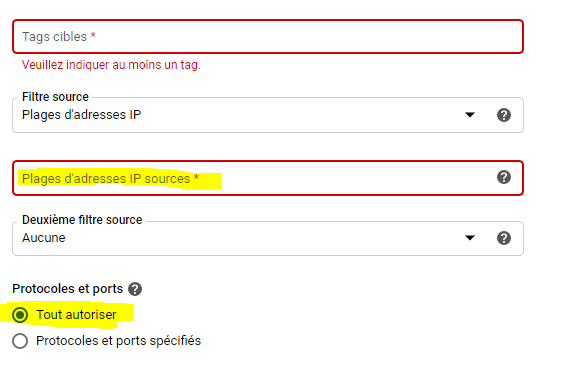 Tags cibles *
Veuillez indiquer au moins un tag.
Filtre source
Plages d'adresses IP
Plages d'adresses IP sources *
Deuxième filtre source
Aucune
Protocoles et ports
Tout autoriser
Protocoles et ports spécifiés